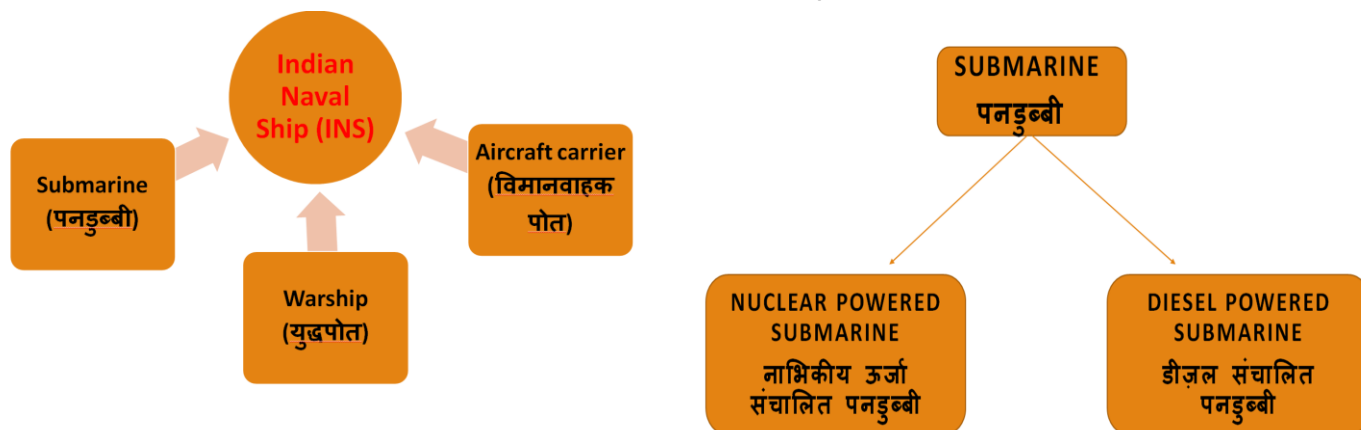 Indian
Naval
Ship (INS)
Submarine
(पनडुब्बी)
Warship
(युद्धपोत)
Aircraft carrier
(विमानवाहक
पोत)
SUBMARINE
पनडुब्बी
NUCLEAR POWERED
SUBMARINE
नाभिकीय ऊर्जा
संचालित पनडुब्बी
DIESEL POWERED
SUBMARINE
डीज़ल संचालित
पनडुब्बी